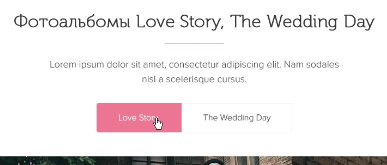 Фотоальбомы Love Story, The Wedding Day
Lorem ipsum dolor sit amet, consectetur adipiscing elit. Nam sodales
nisl a scelerisque cursus.
Love Story The Wedding Day